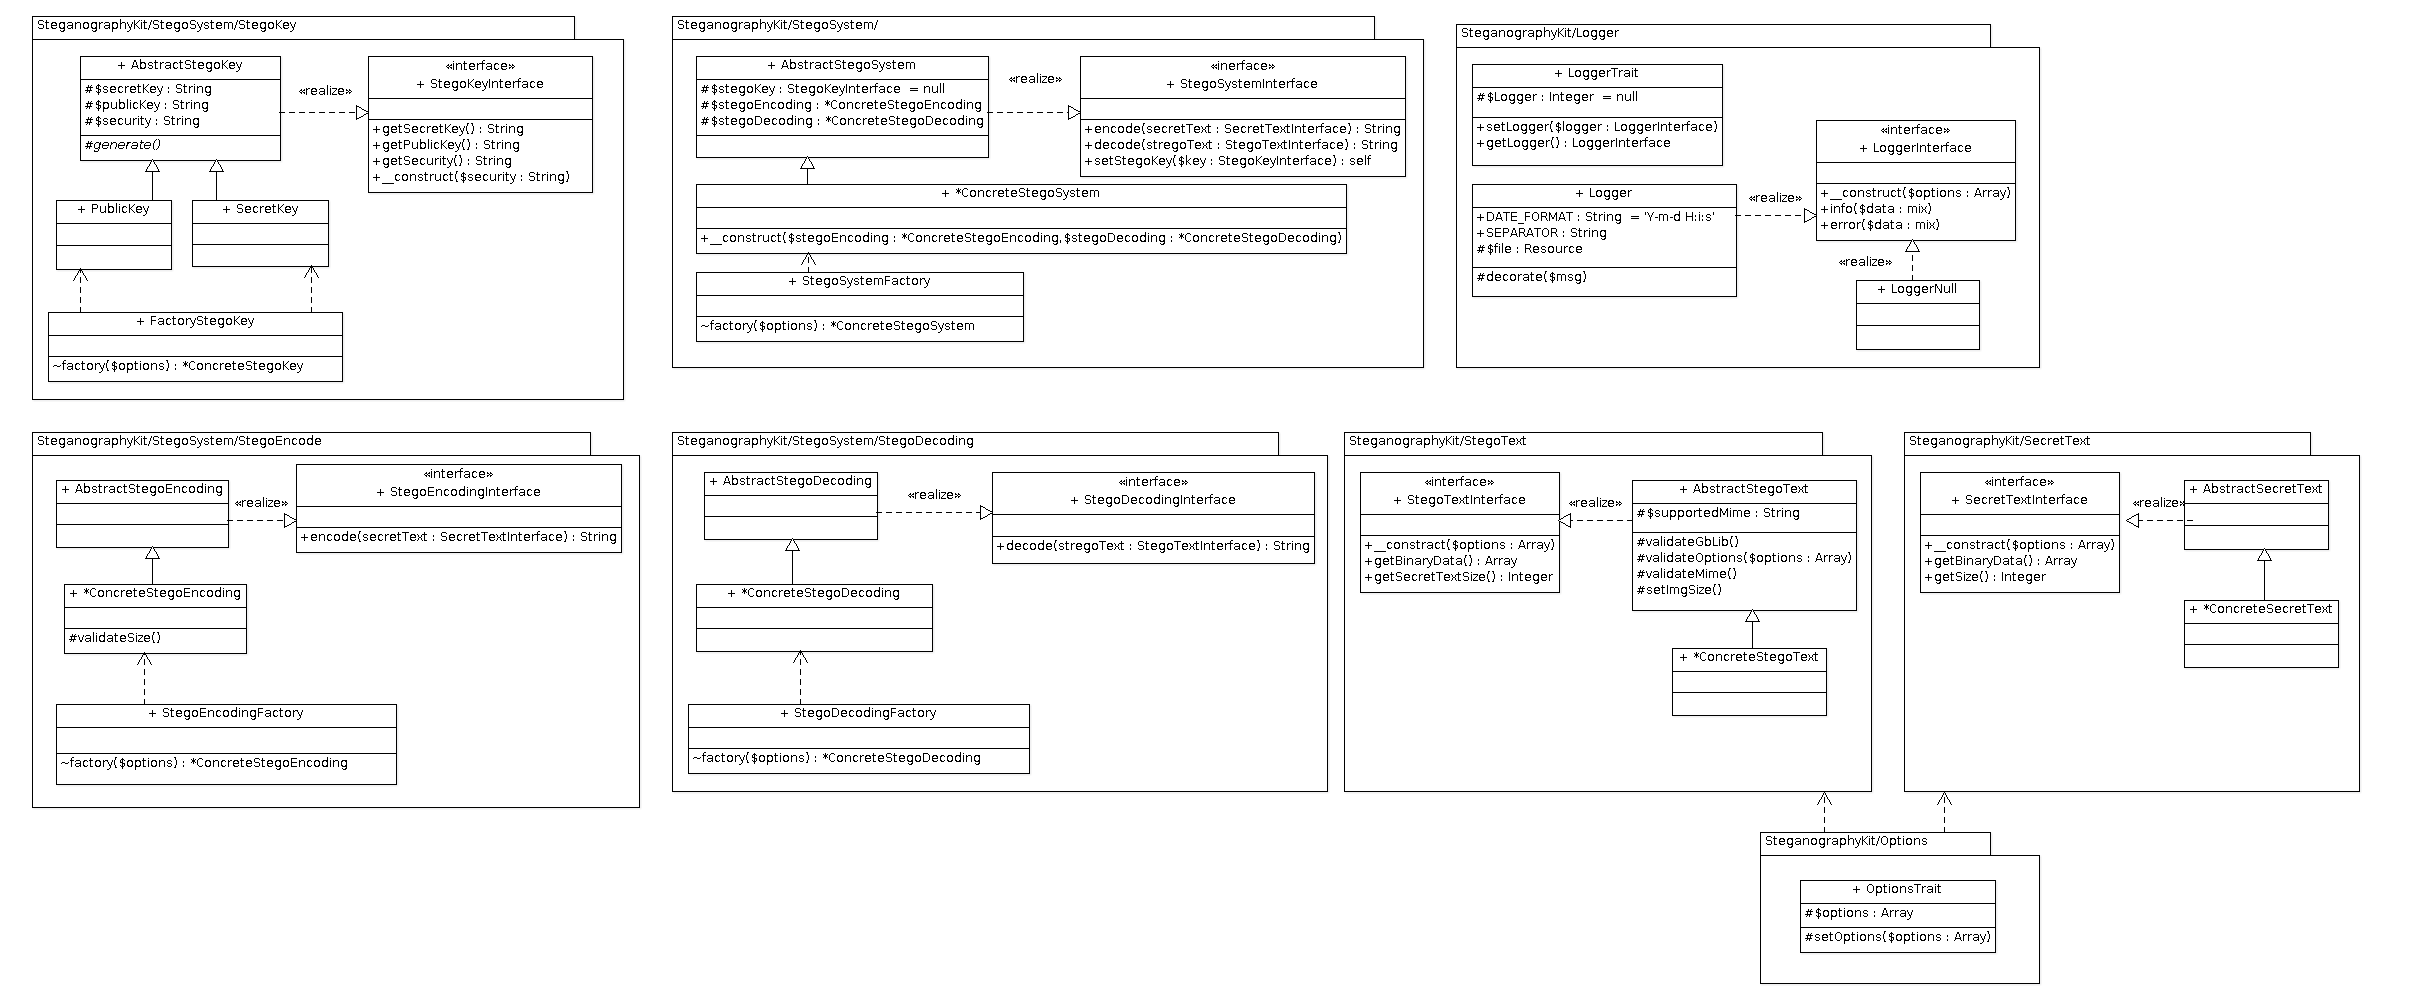 SteganographyKit/StegoSystem/StegoKey
+ AbstractStegoKey
#$secretKey : String
#$publicKey : String
#$security : String
#generate()
«realize»
«interface»
+ StegoKeyInterface
+getSecretKey() : String
+getPublicKey() : String
+getSecurity() : String
+__construct($security : String)
+ PublicKey
+ SecretKey
+ FactoryStegoKey
~factory($options) : *ConcreteStegoKey
SteganographyKit/StegoSystem/
+ AbstractStegoSystem
#$stegoKey : StegoKeyInterface = null
#$stegoEncoding : *ConcreteStegoEncoding
#$stegoDecoding : *ConcreteStegoDecoding
«realize»
«inerface»
+ StegoSystemInterface
+encode(secretText : SecretTextInterface) : String
+decode(stregoText : StegoTextInterface) : String
+setStegoKey($key : StegoKeyInterface) : self
+ *ConcreteStegoSystem
+__construct($stegoEncoding : *ConcreteStegoEncoding,$stegoDecoding : *ConcreteStegoDecoding)
+ StegoSystemFactory
~factory($options) : *ConcreteStegoSystem
SteganographyKit/Logger
+ LoggerTrait
#$Logger : Integer = null
+setLogger($logger : LoggerInterface)
+getLogger() : LoggerInterface
+ Logger
+DATE_FORMAT : String = 'Y-m-d H:i:s'
+SEPARATOR : String
#$file : Resource
#decorate($msg)
«realize»
«interface»
+ LoggerInterface
+__construct($options : Array)
+info($data : mix)
+error($data : mix)
«realize»
+ LoggerNull
SteganographyKit/StegoSystem/StegoEncode
+ AbstractStegoEncoding
«realize»
«interface»
+ StegoEncodingInterface
+encode(secretText : SecretTextInterface) : String
+ *ConcreteStegoEncoding
#validateSize()
+ StegoEncodingFactory
~factory($options) : *ConcreteStegoEncoding
SteganographyKit/StegoSystem/StegoDecoding
+ AbstractStegoDecoding
«realize»
«interface»
+ StegoDecodingInterface
+decode(stregoText : StegoTextInterface) : String
+ *ConcreteStegoDecoding
+ StegoDecodingFactory
~factory($options) : *ConcreteStegoDecoding
SteganographyKit/StegoText
«interface»
+ StegoTextInterface
+__constract($options : Array)
+getBinaryData() : Array
+getSecretTextSize() : Integer
«realize»
+ AbstractStegoText
#$supportedMime : String
#validateGbLib()
#validateOptions($options : Array)
#validateMime()
#setImgSize()
+ *ConcreteStegoText
SteganographyKit/SecretText
«interface»
+ SecretTextInterface
+__constract($options : Array)
+getBinaryData() : Array
+getSize() : Integer
«realize»
+ AbstractSecretText
+ *ConcreteSecretText
SteganographyKit/Options
+ OptionsTrait
#$options : Array
#setOptions($options : Array)